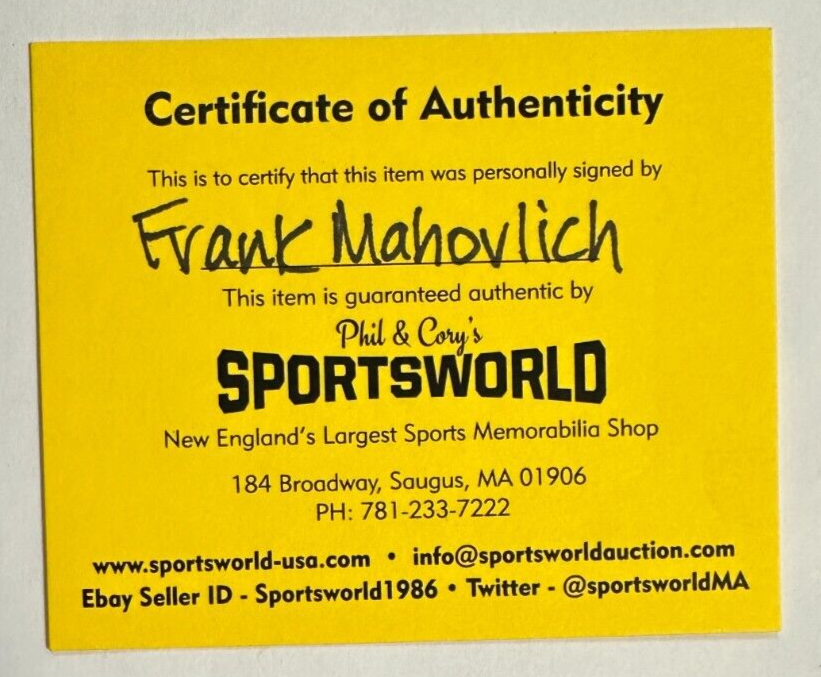 Certificate of Authenticity
This is to certify that this item was personally signed by
Frank Mahovlich
This item is guaranteed authentic by
Phil & Cory's
SPORTSWORLD
New England's Largest Sports Memorabilia Shop
184 Broadway, Saugus, MA 01906
PH: 781-233-7222
www.sportsworld-usa.com • info@sportsworldauction.com
Ebay Seller ID - Sportsworld1986 • Twitter - @sportsworldMA